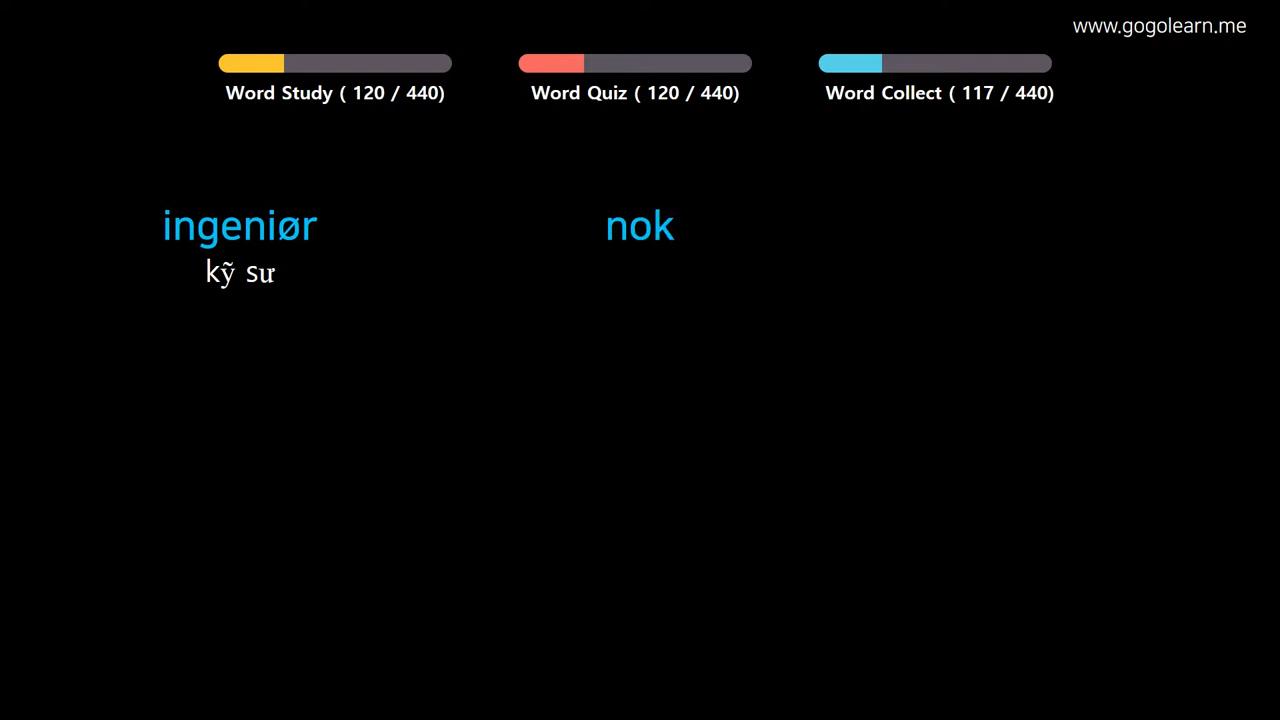 www.gogolearn.me
Word Study ( 120 / 440)
Word Quiz ( 120 / 440)
Word Collect ( 117 / 440)
ingeniør
kỹ sư
nok